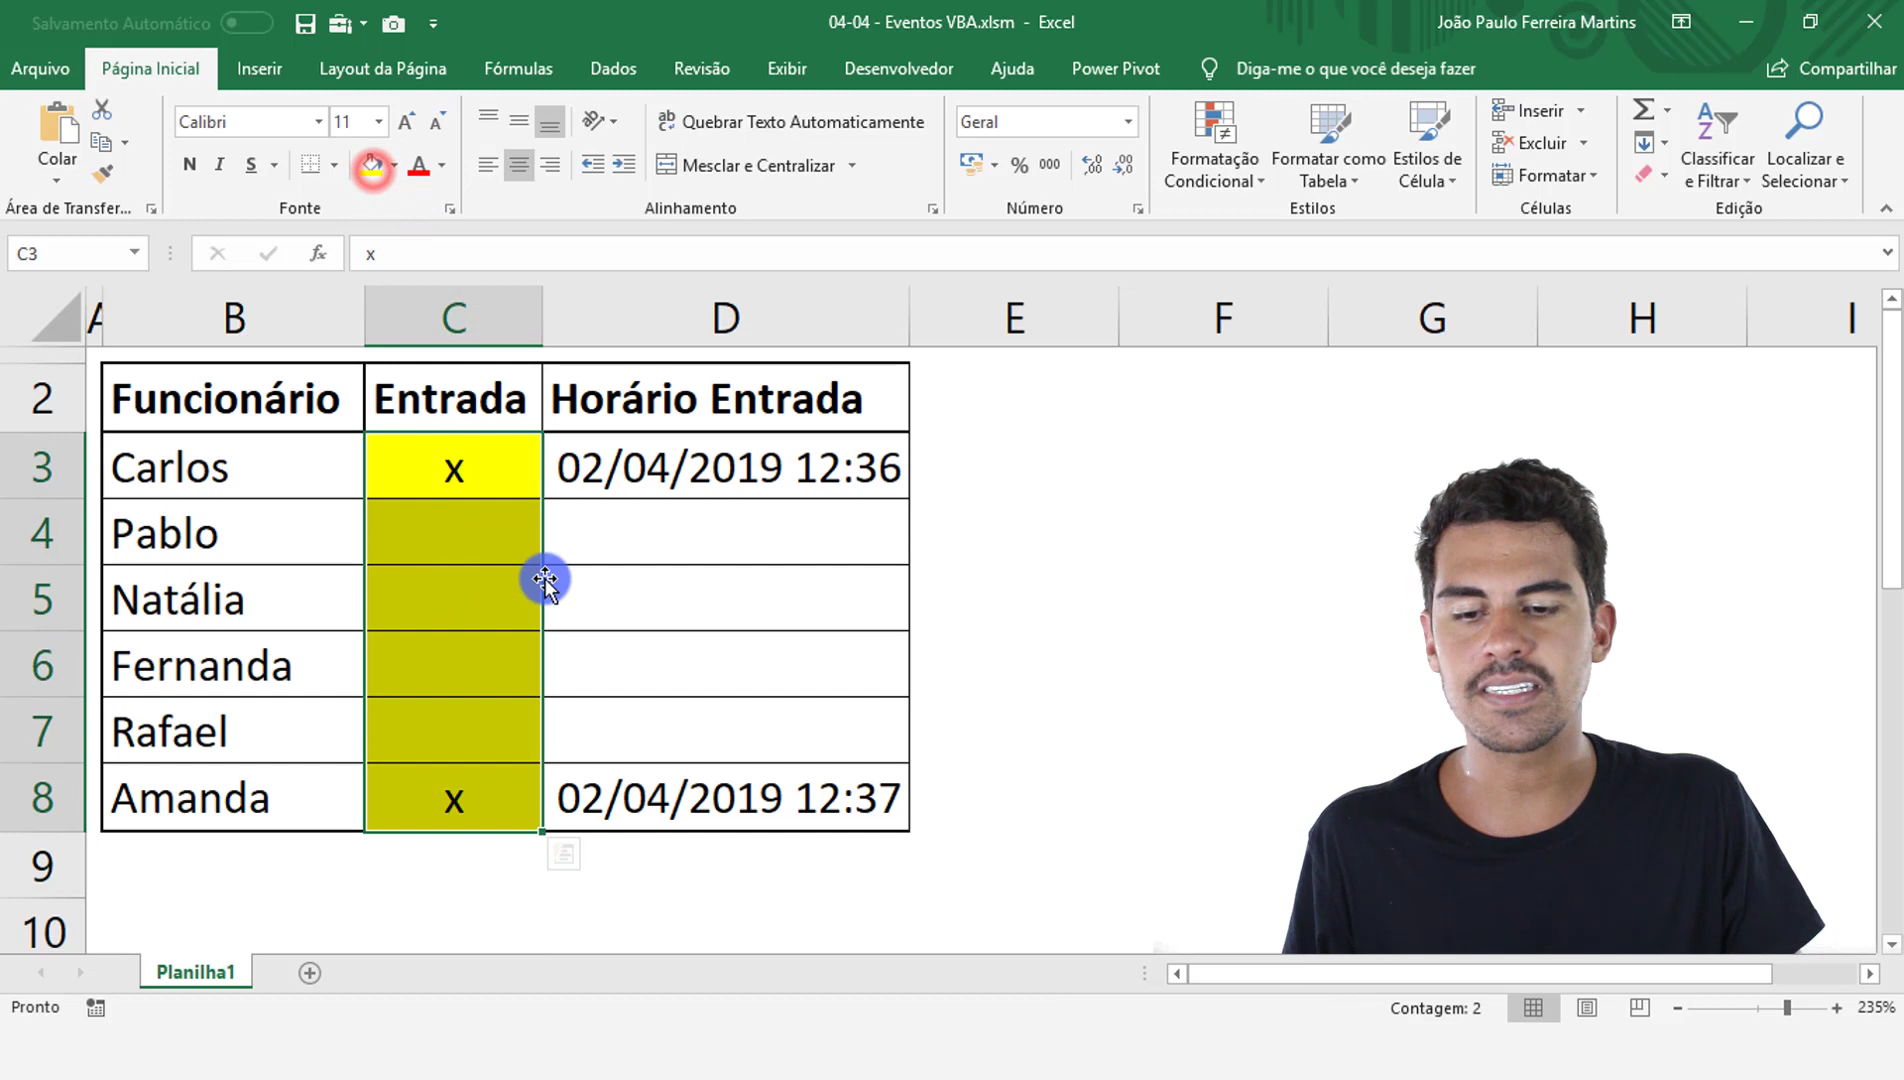 Salvamento Automático
04-04 - Eventos VBA.xlsm - Excel
João Paulo Ferreira Martins
Arquivo Página Inicial Inserir Layout da Página Fórmulas Dados Revisão Exibir Desenvolvedor Ajuda Power Pivot Diga-me o que você deseja fazer Compartilhar
Colar
Calibri 11
N I S A
ab Quebrar Texto Automaticamente
Mesclar e Centralizar
Geral
% 000
Formatação Condicional
Formatar como Tabela
Estilos de Célula
Inserir
Excluir
Formatar
Classificar e Filtrar
Localizar e Selecionar
Área de Transfer... Fonte Alinhamento Número Estilos Células Edição
C3 fx x
A B C D E F G H I
2 Funcionário Entrada Horário Entrada
3 Carlos x 02/04/2019 12:36
4 Pablo
5 Natália
6 Fernanda
7 Rafael
8 Amanda x 02/04/2019 12:37
9
10
Planilha1
Pronto Contagem: 2 235%